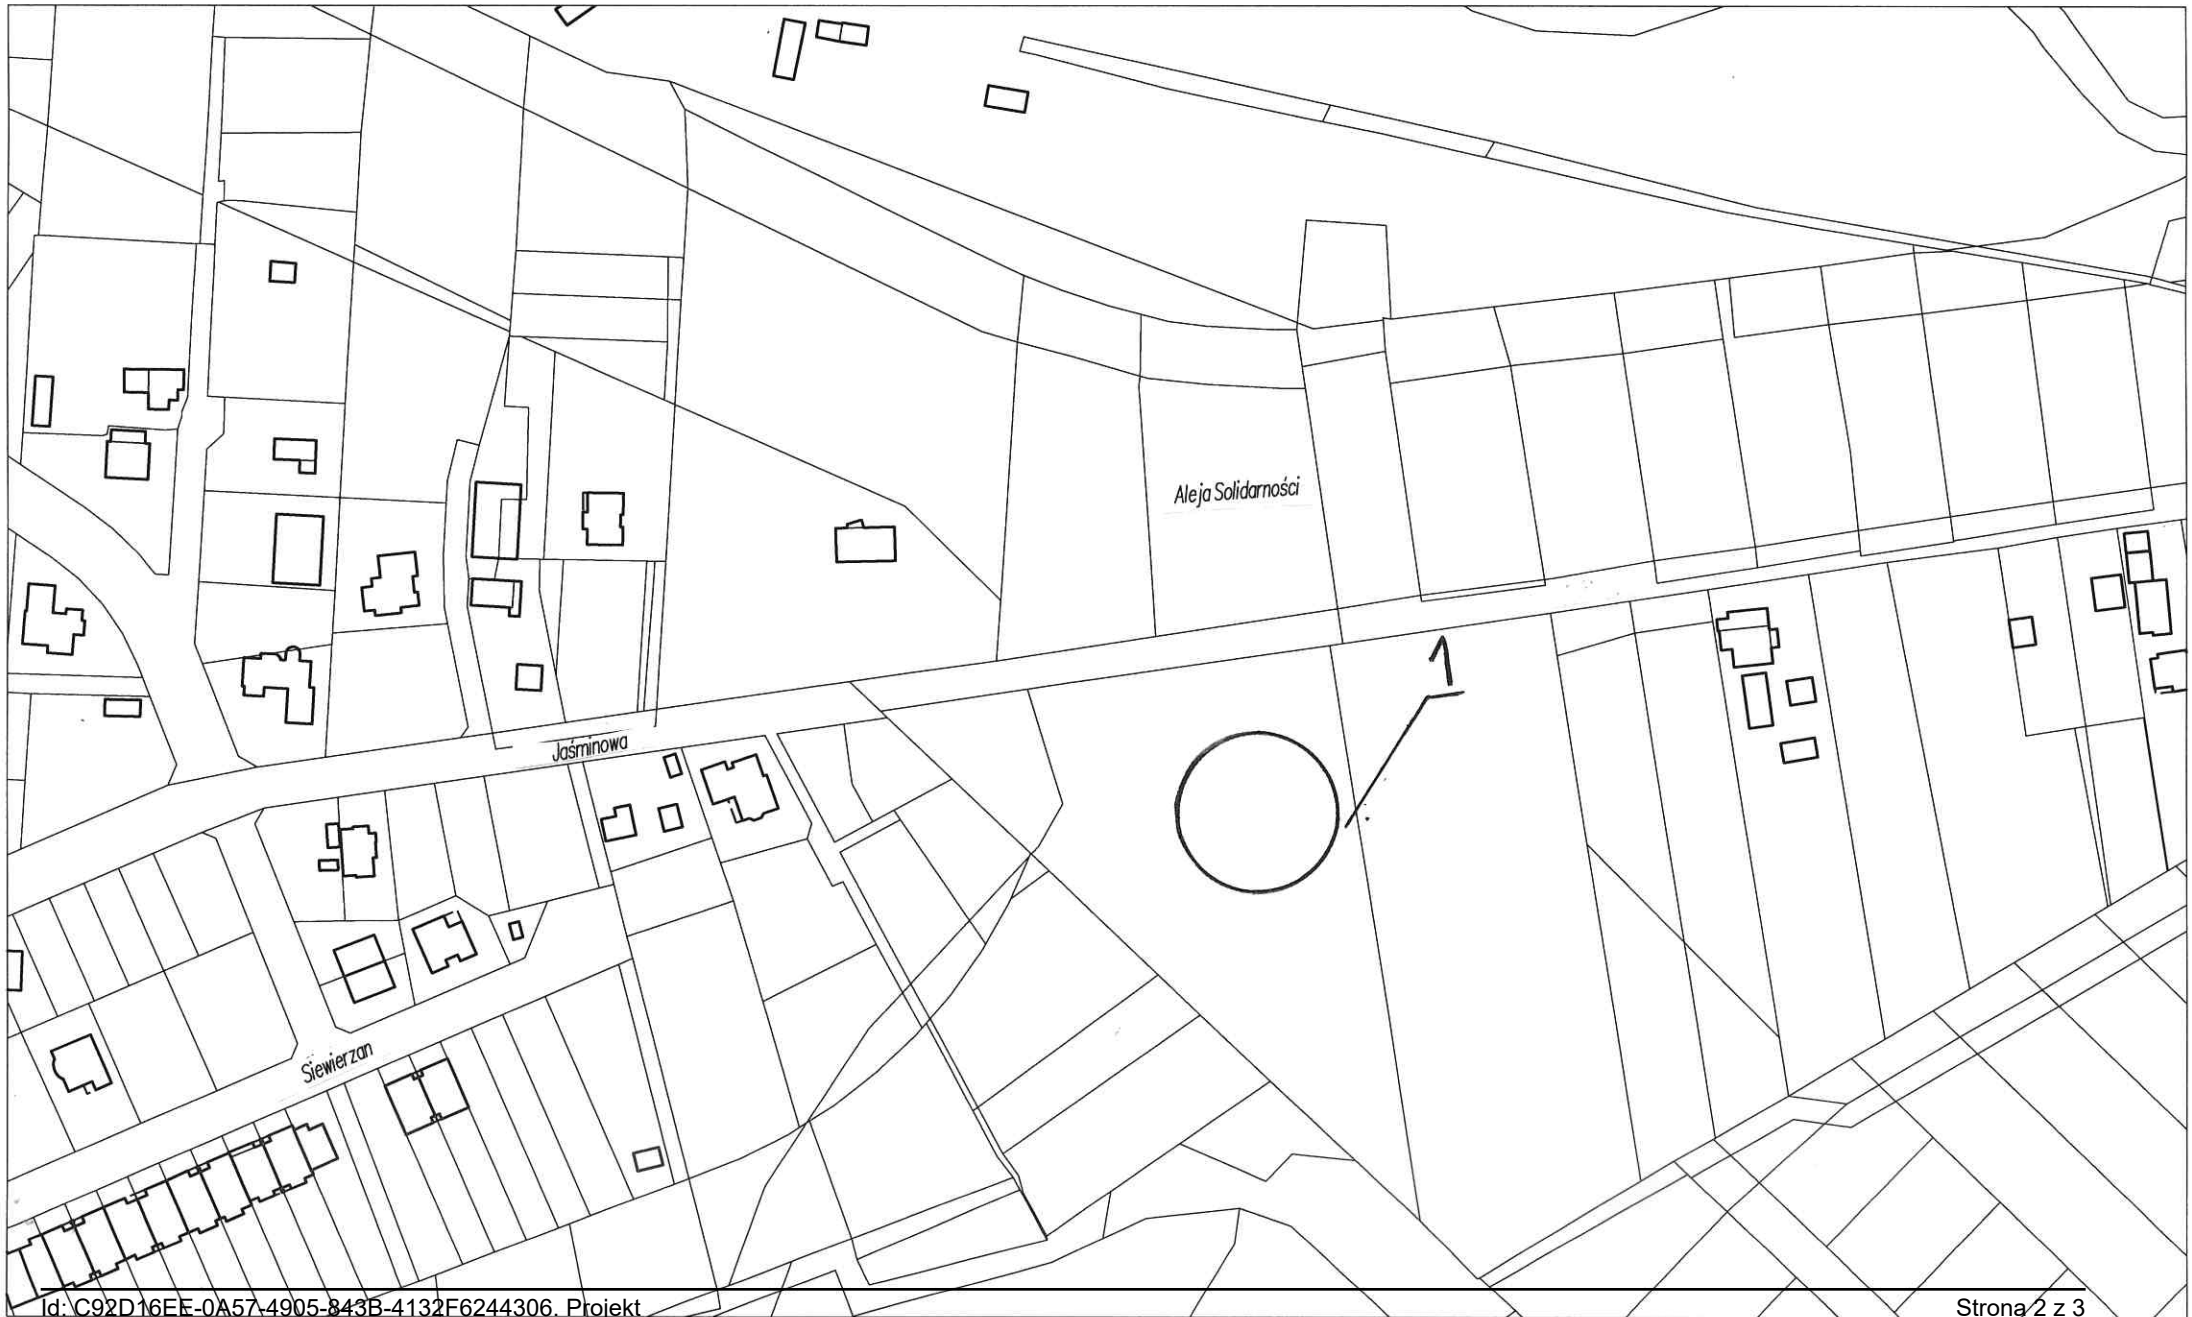 Aleja Solidarności
1
Jaśminowa
Siewierzan
Id: C92D16EE-0A57-4905-843B-4132F6244306. Projekt
Strona 2 z 3